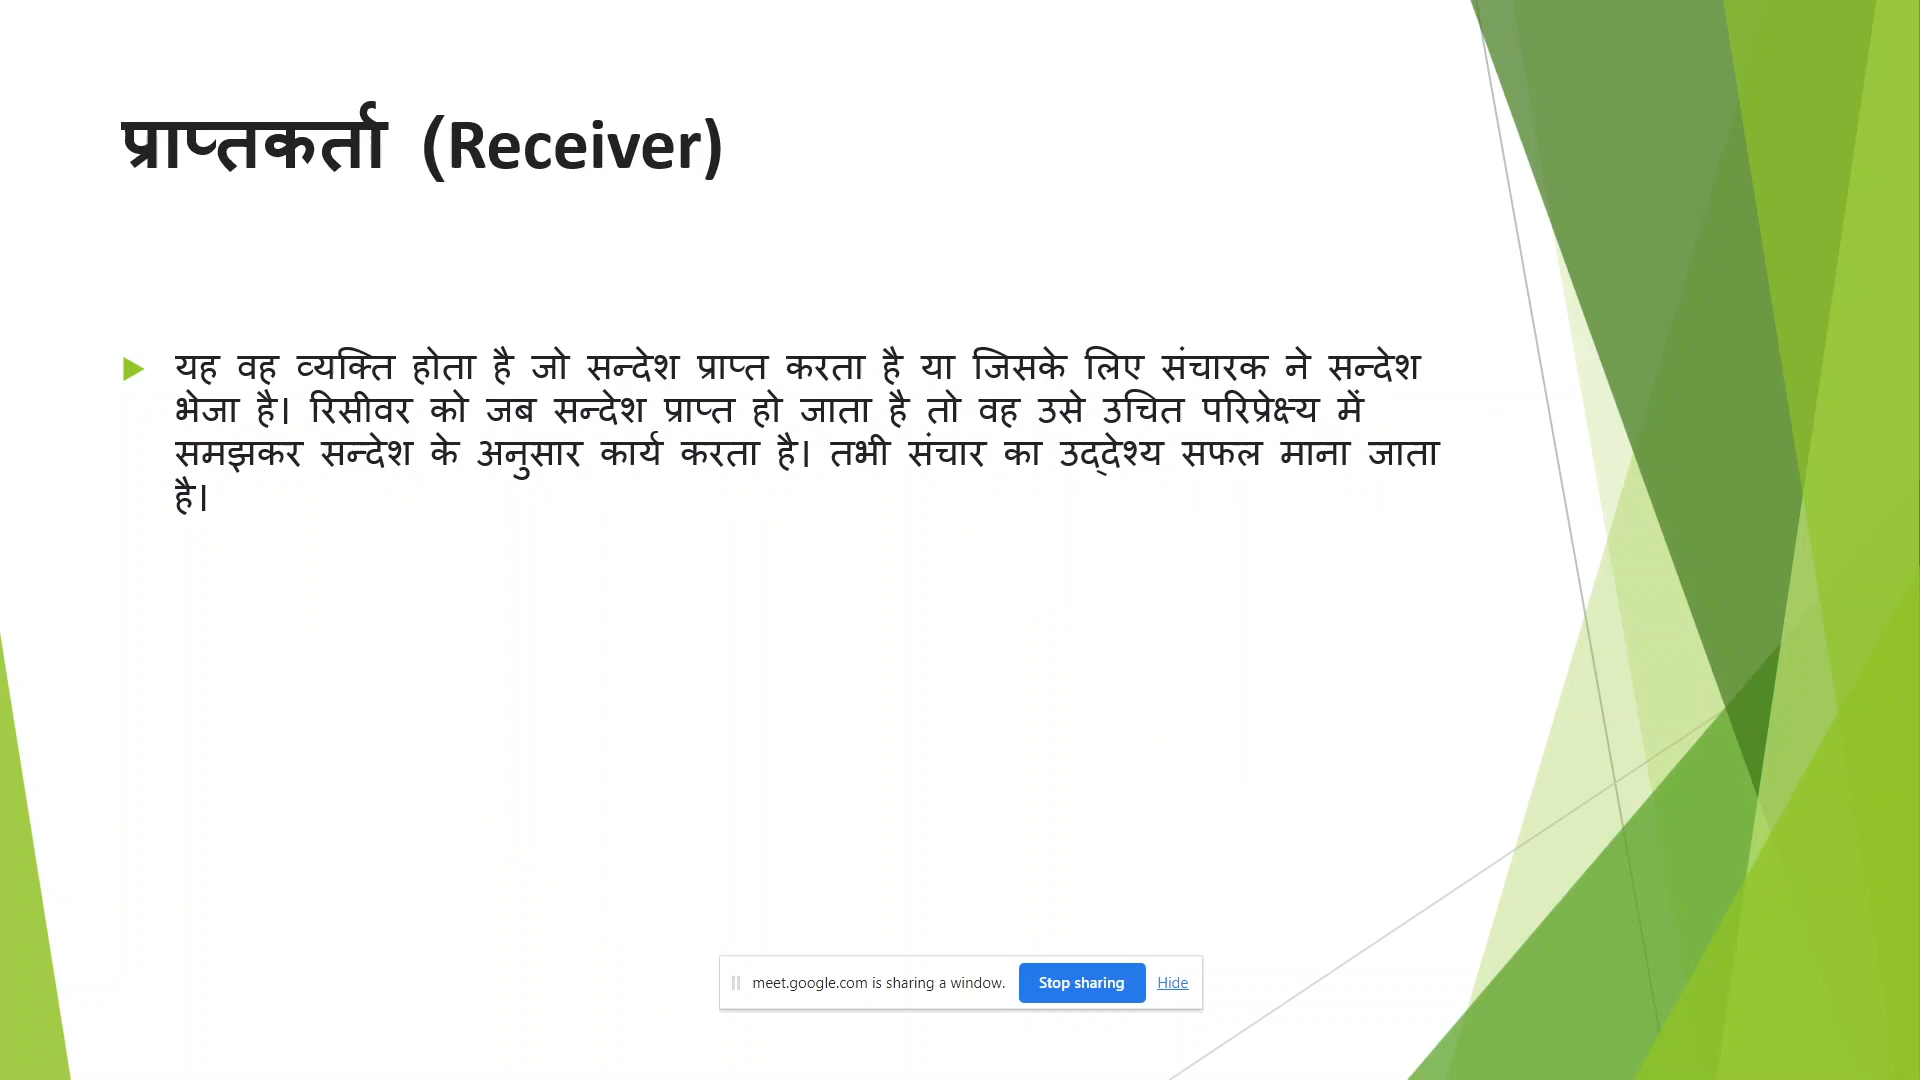 प्राप्तकर्ता (Receiver)
यह वह व्यक्ति होता है जो सन्देश प्राप्त करता है या जिसके लिए संचारक ने सन्देश
भेजा है। रिसीवर को जब सन्देश प्राप्त हो जाता है तो वह उसे उचित परिप्रेक्ष्य में
समझकर सन्देश के अनुसार कार्य करता है। तभी संचार का उद्देश्य सफल माना जाता
है।
meet.google.com is sharing a window. Stop sharing Hide